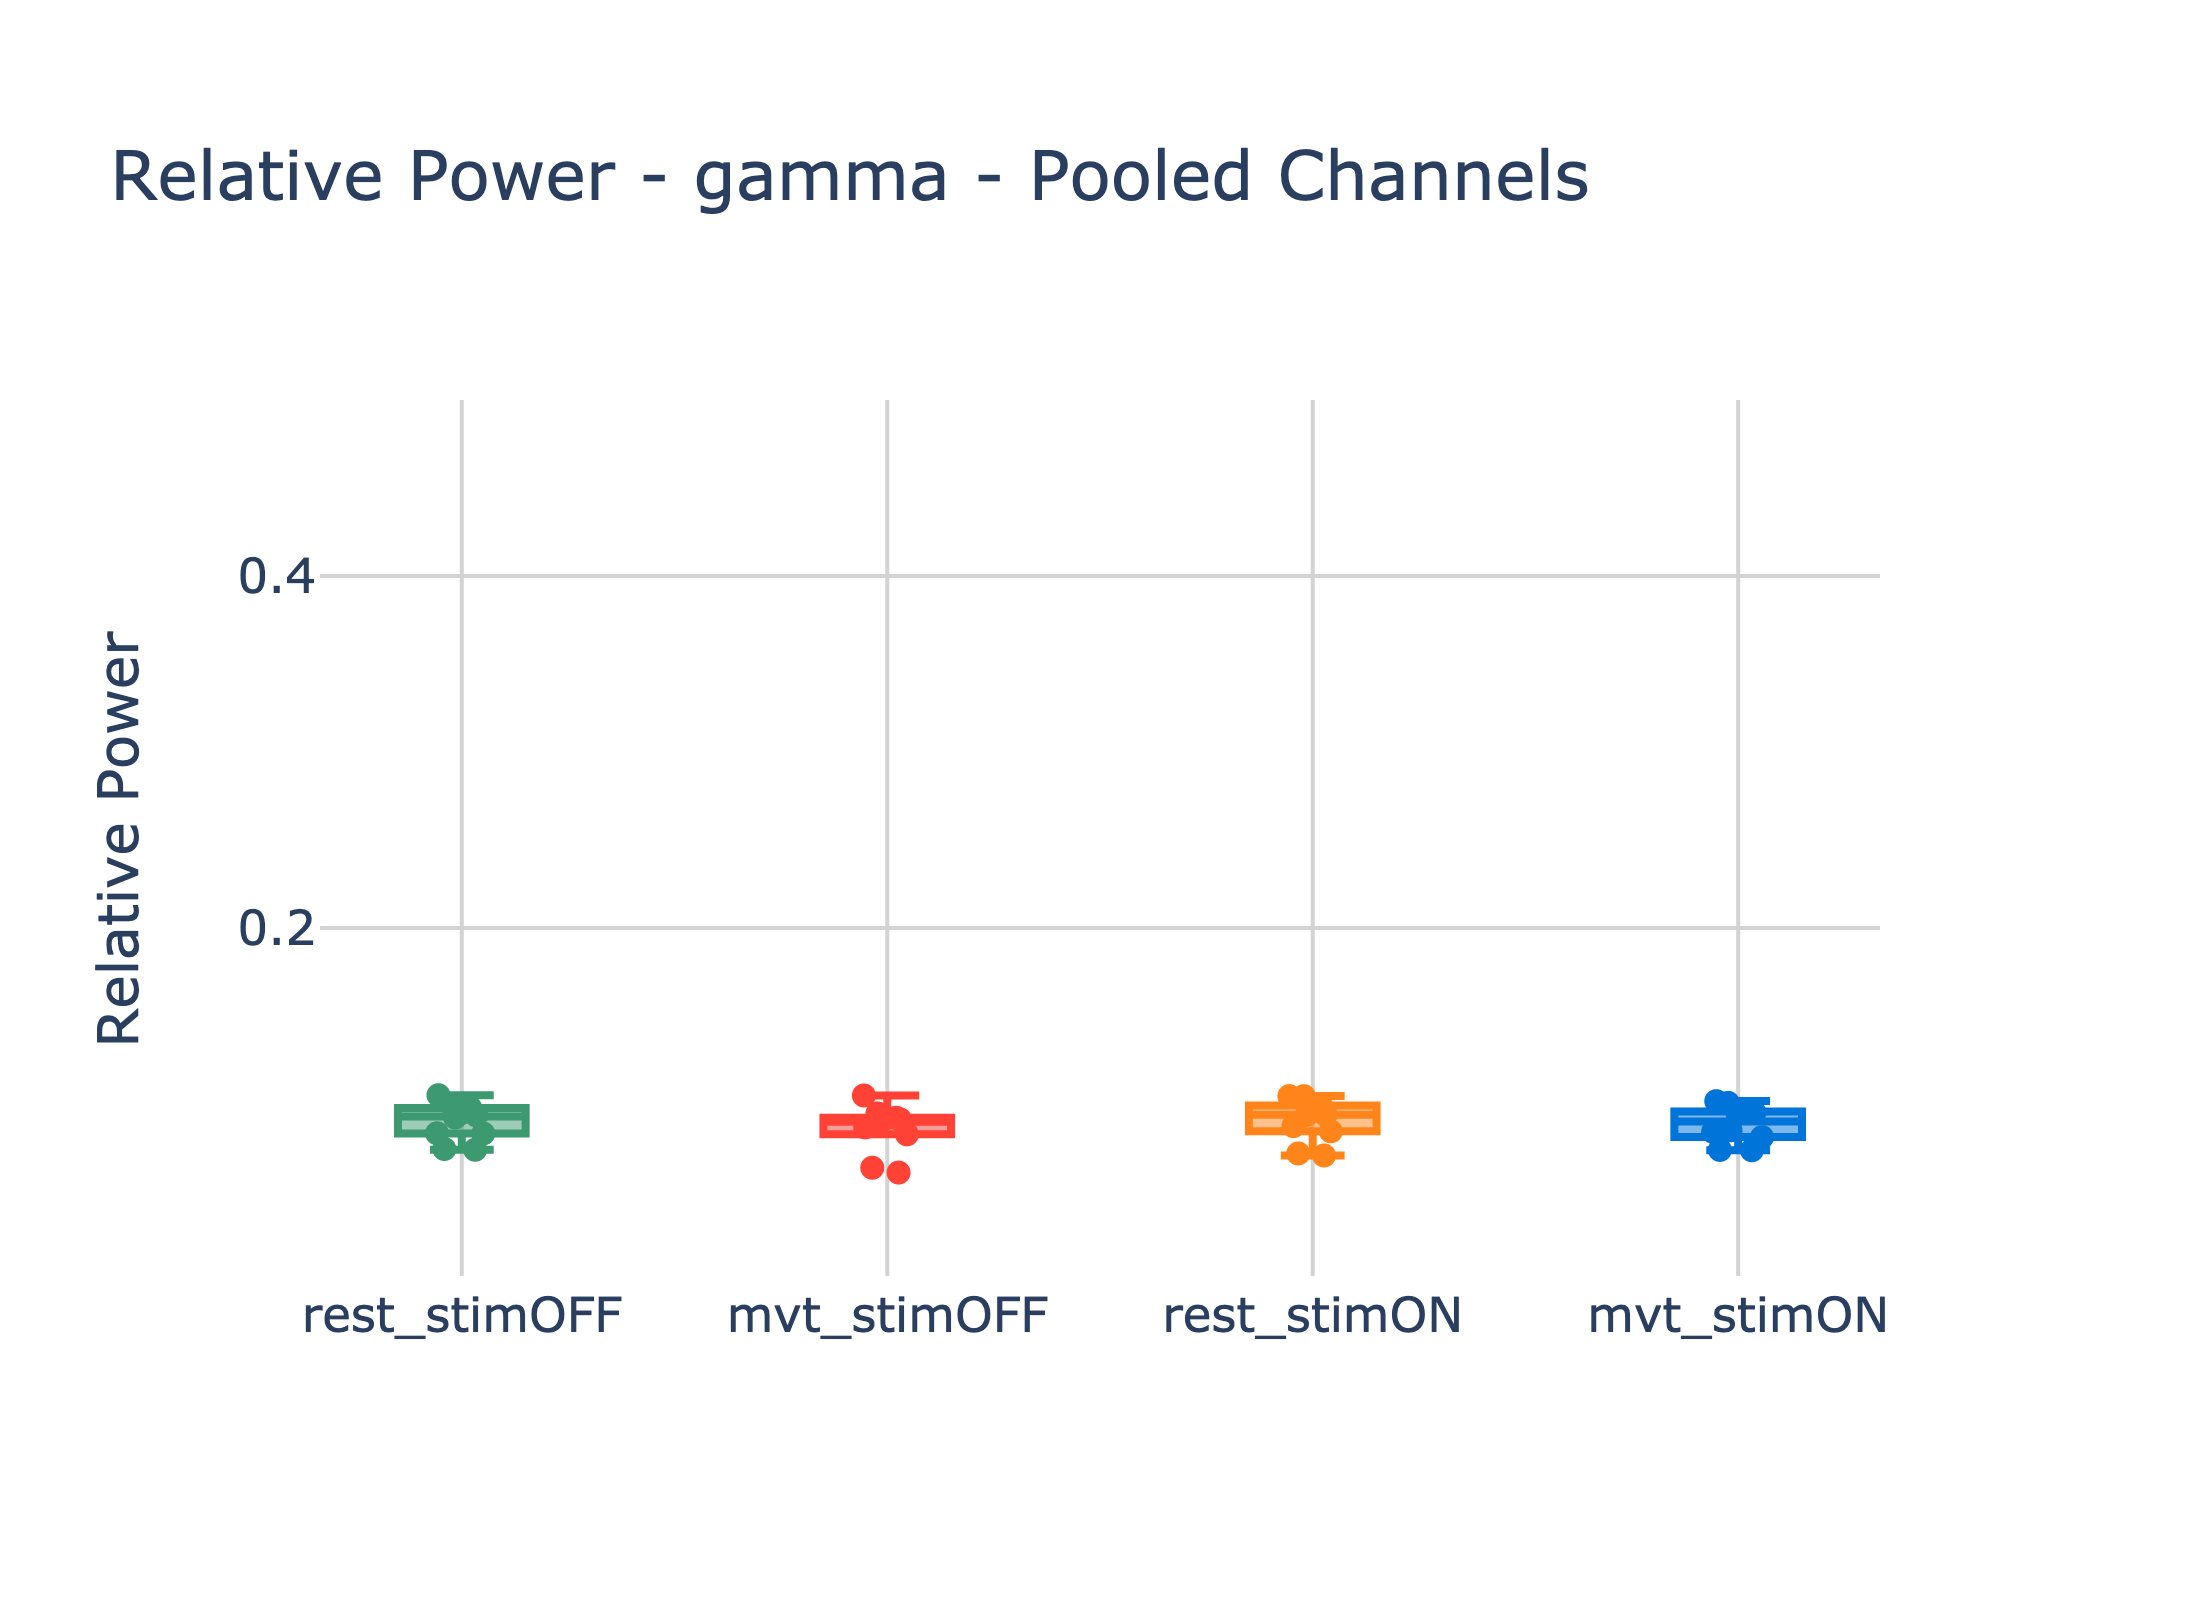 Relative Power - gamma - Pooled Channels
Relative Power
0.4
0.2
rest_stimOFF
mvt_stimOFF
rest_stimON
mvt_stimON